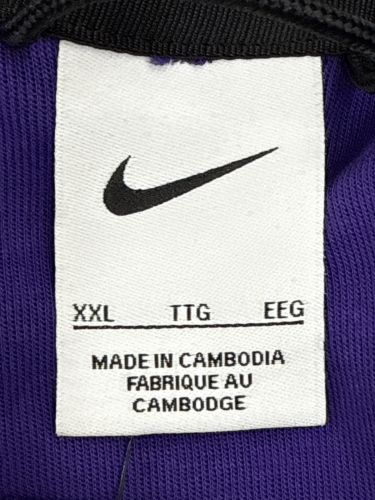 XXL TTG EEG
MADE IN CAMBODIA
FABRIQUE AU
CAMBODGE